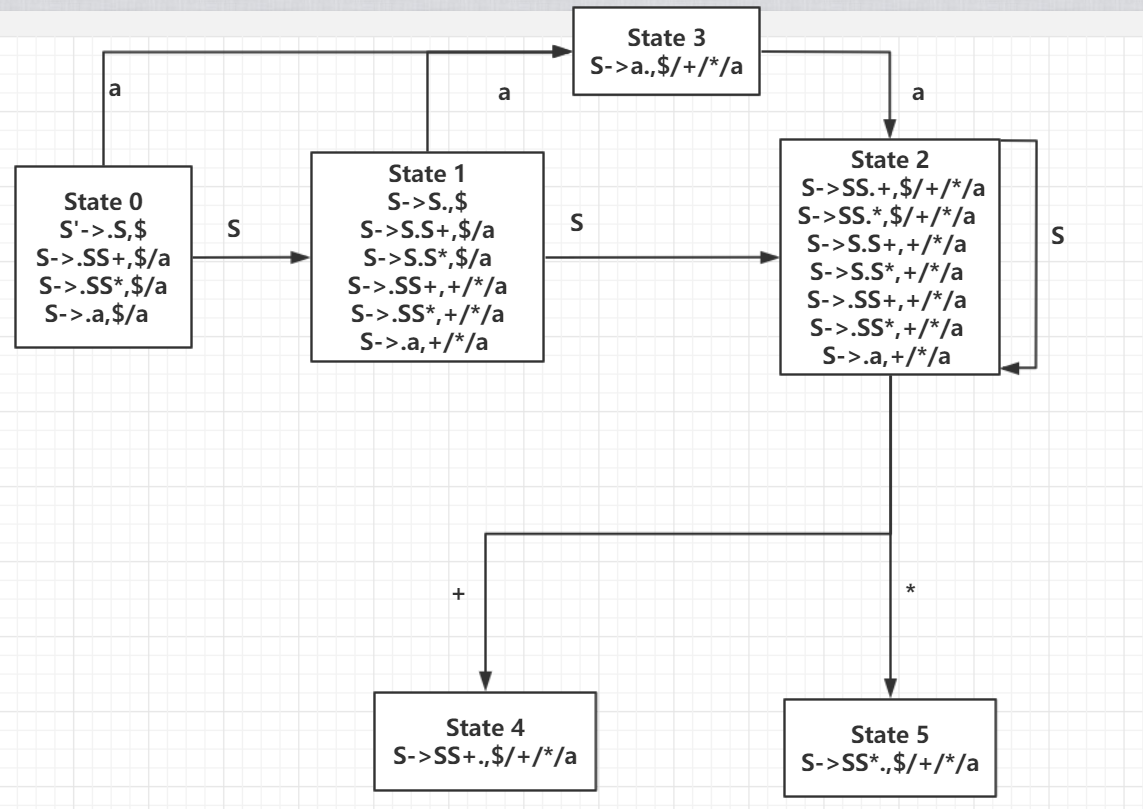 State 3
S->a.,$/+/*/a
a
a
a
State 0
S'->.S,$
S->.SS+,$/a
S->.SS*,$/a
S->.a,$/a
S
State 1
S->S.,$
S->S.S+,$/a
S->S.S*,$/a
S->.SS+,+/*/a
S->.SS*,+/*/a
S->.a,+/*/a
S
State 2
S->SS.+,$/+/*/a
S->SS.*,$/+/*/a
S->S.S+,+/*/a
S->S.S*,+/*/a
S->.SS+,+/*/a
S->.SS*,+/*/a
S->.a,+/*/a
S
+
*
State 4
S->SS+.,$/+/*/a
State 5
S->SS*.,$/+/*/a